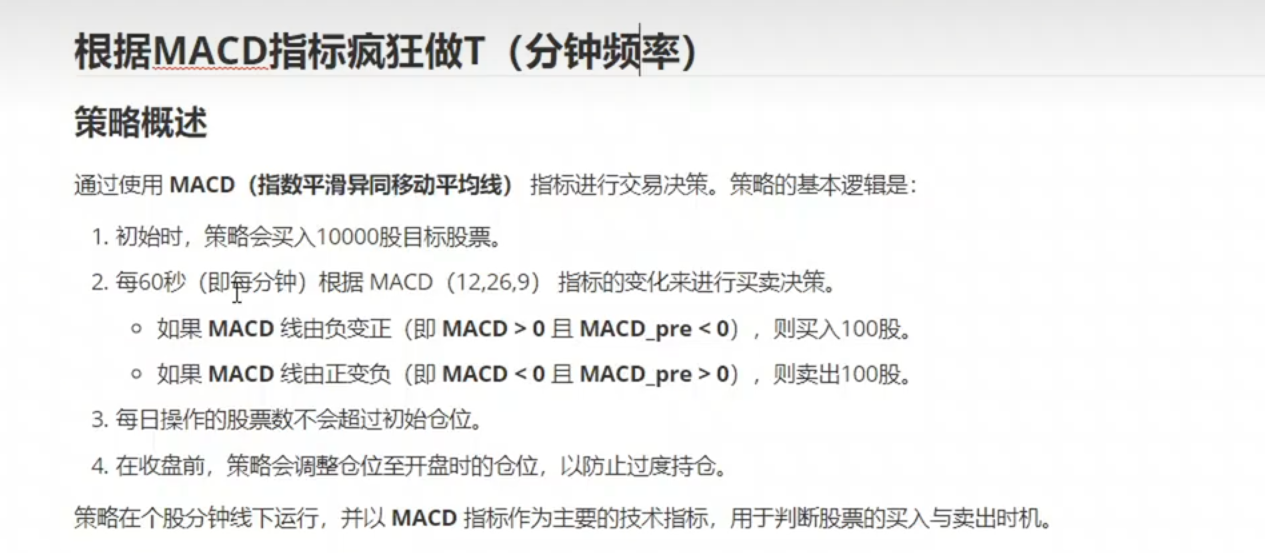 根据MACD指标疯狂做T（分钟频率）
策略概述
通过使用 MACD（指数平滑异同移动平均线） 指标进行交易决策。策略的基本逻辑是：
1. 初始时，策略会买入10000股目标股票。
2. 每60秒（即每分钟）根据 MACD（12,26,9） 指标的变化来进行买卖决策。
○ 如果 MACD 线由负变正（即 MACD > 0 且 MACD_pre < 0），则买入100股。
○ 如果 MACD 线由正变负（即 MACD < 0 且 MACD_pre > 0），则卖出100股。
3. 每日操作的股票数不会超过初始仓位。
4. 在收盘前，策略会调整仓位至开盘时的仓位，以防止过度持仓。
策略在个股分钟线下运行，并以 MACD 指标作为主要的技术指标，用于判断股票的买入与卖出时机。